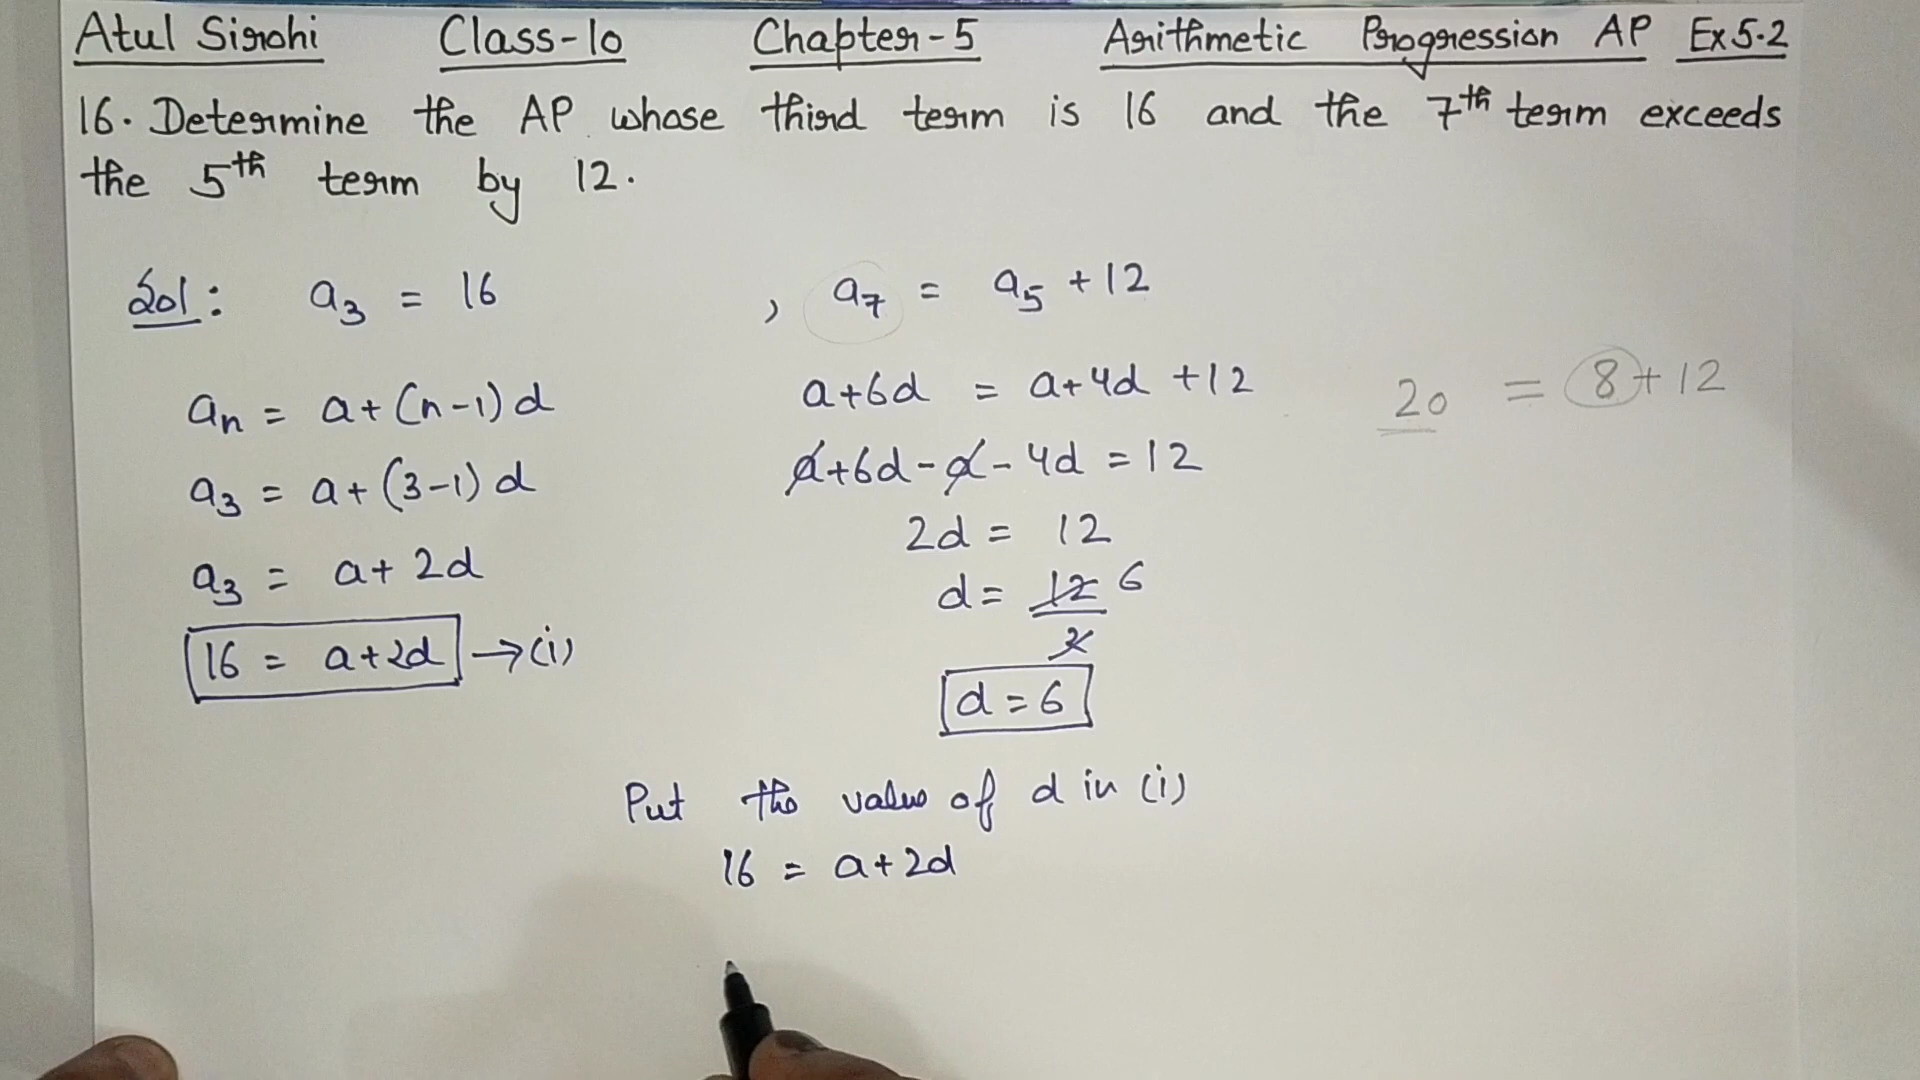 Atul Sirohi Class-10 Chapter-5 Arithmetic Progression AP Ex 5.2
16. Determine the AP whose third term is 16 and the 7th term exceeds
the 5th term by 12.
Sol: a₃ = 16 , a₇ = a₅ + 12
aₙ = a + (n-1) d
a₃ = a + (3-1) d
a₃ = a + 2d
16 = a + 2d → (i)
a + 6d = a + 4d + 12
a + 6d - a - 4d = 12
2d = 12
d = 12/2 6
d = 6
20 = 8 + 12
Put the value of d in (i)
16 = a + 2d